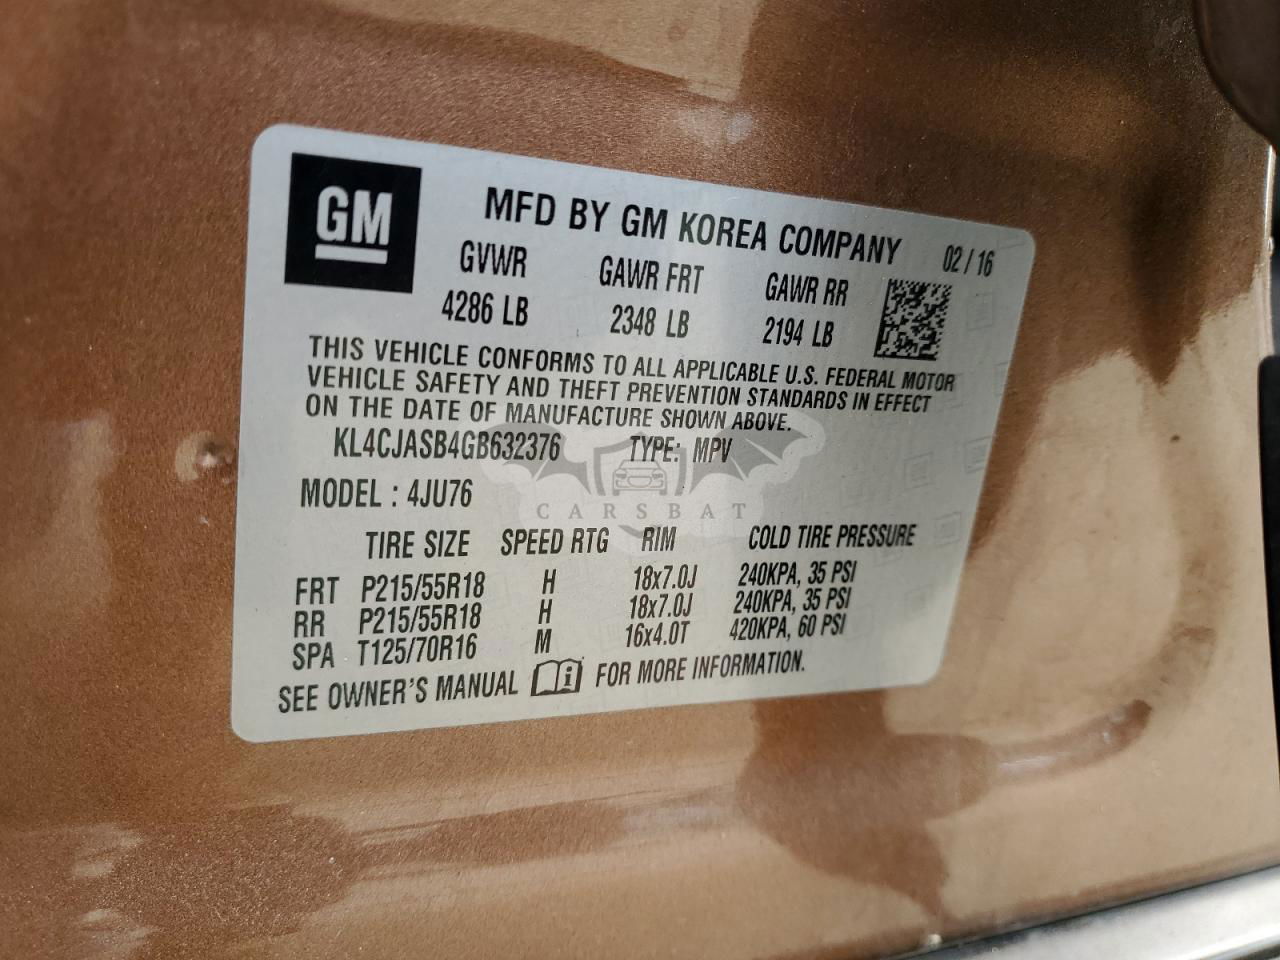 GM
MFD BY GM KOREA COMPANY 02 / 16
GVWR GAWR FRT GAWR RR
4286 LB 2348 LB 2194 LB
THIS VEHICLE CONFORMS TO ALL APPLICABLE U.S. FEDERAL MOTOR
VEHICLE SAFETY AND THEFT PREVENTION STANDARDS IN EFFECT
ON THE DATE OF MANUFACTURE SHOWN ABOVE.
KL4CJASB4GB632376 TYPE: MPV
MODEL : 4JU76
CARSBAT
TIRE SIZE SPEED RTG RIM COLD TIRE PRESSURE
FRT P215/55R18 H 18x7.0J 240KPA, 35 PSI
RR P215/55R18 H 18x7.0J 240KPA, 35 PSI
SPA T125/70R16 M 16x4.0T 420KPA, 60 PSI
SEE OWNER'S MANUAL i FOR MORE INFORMATION.